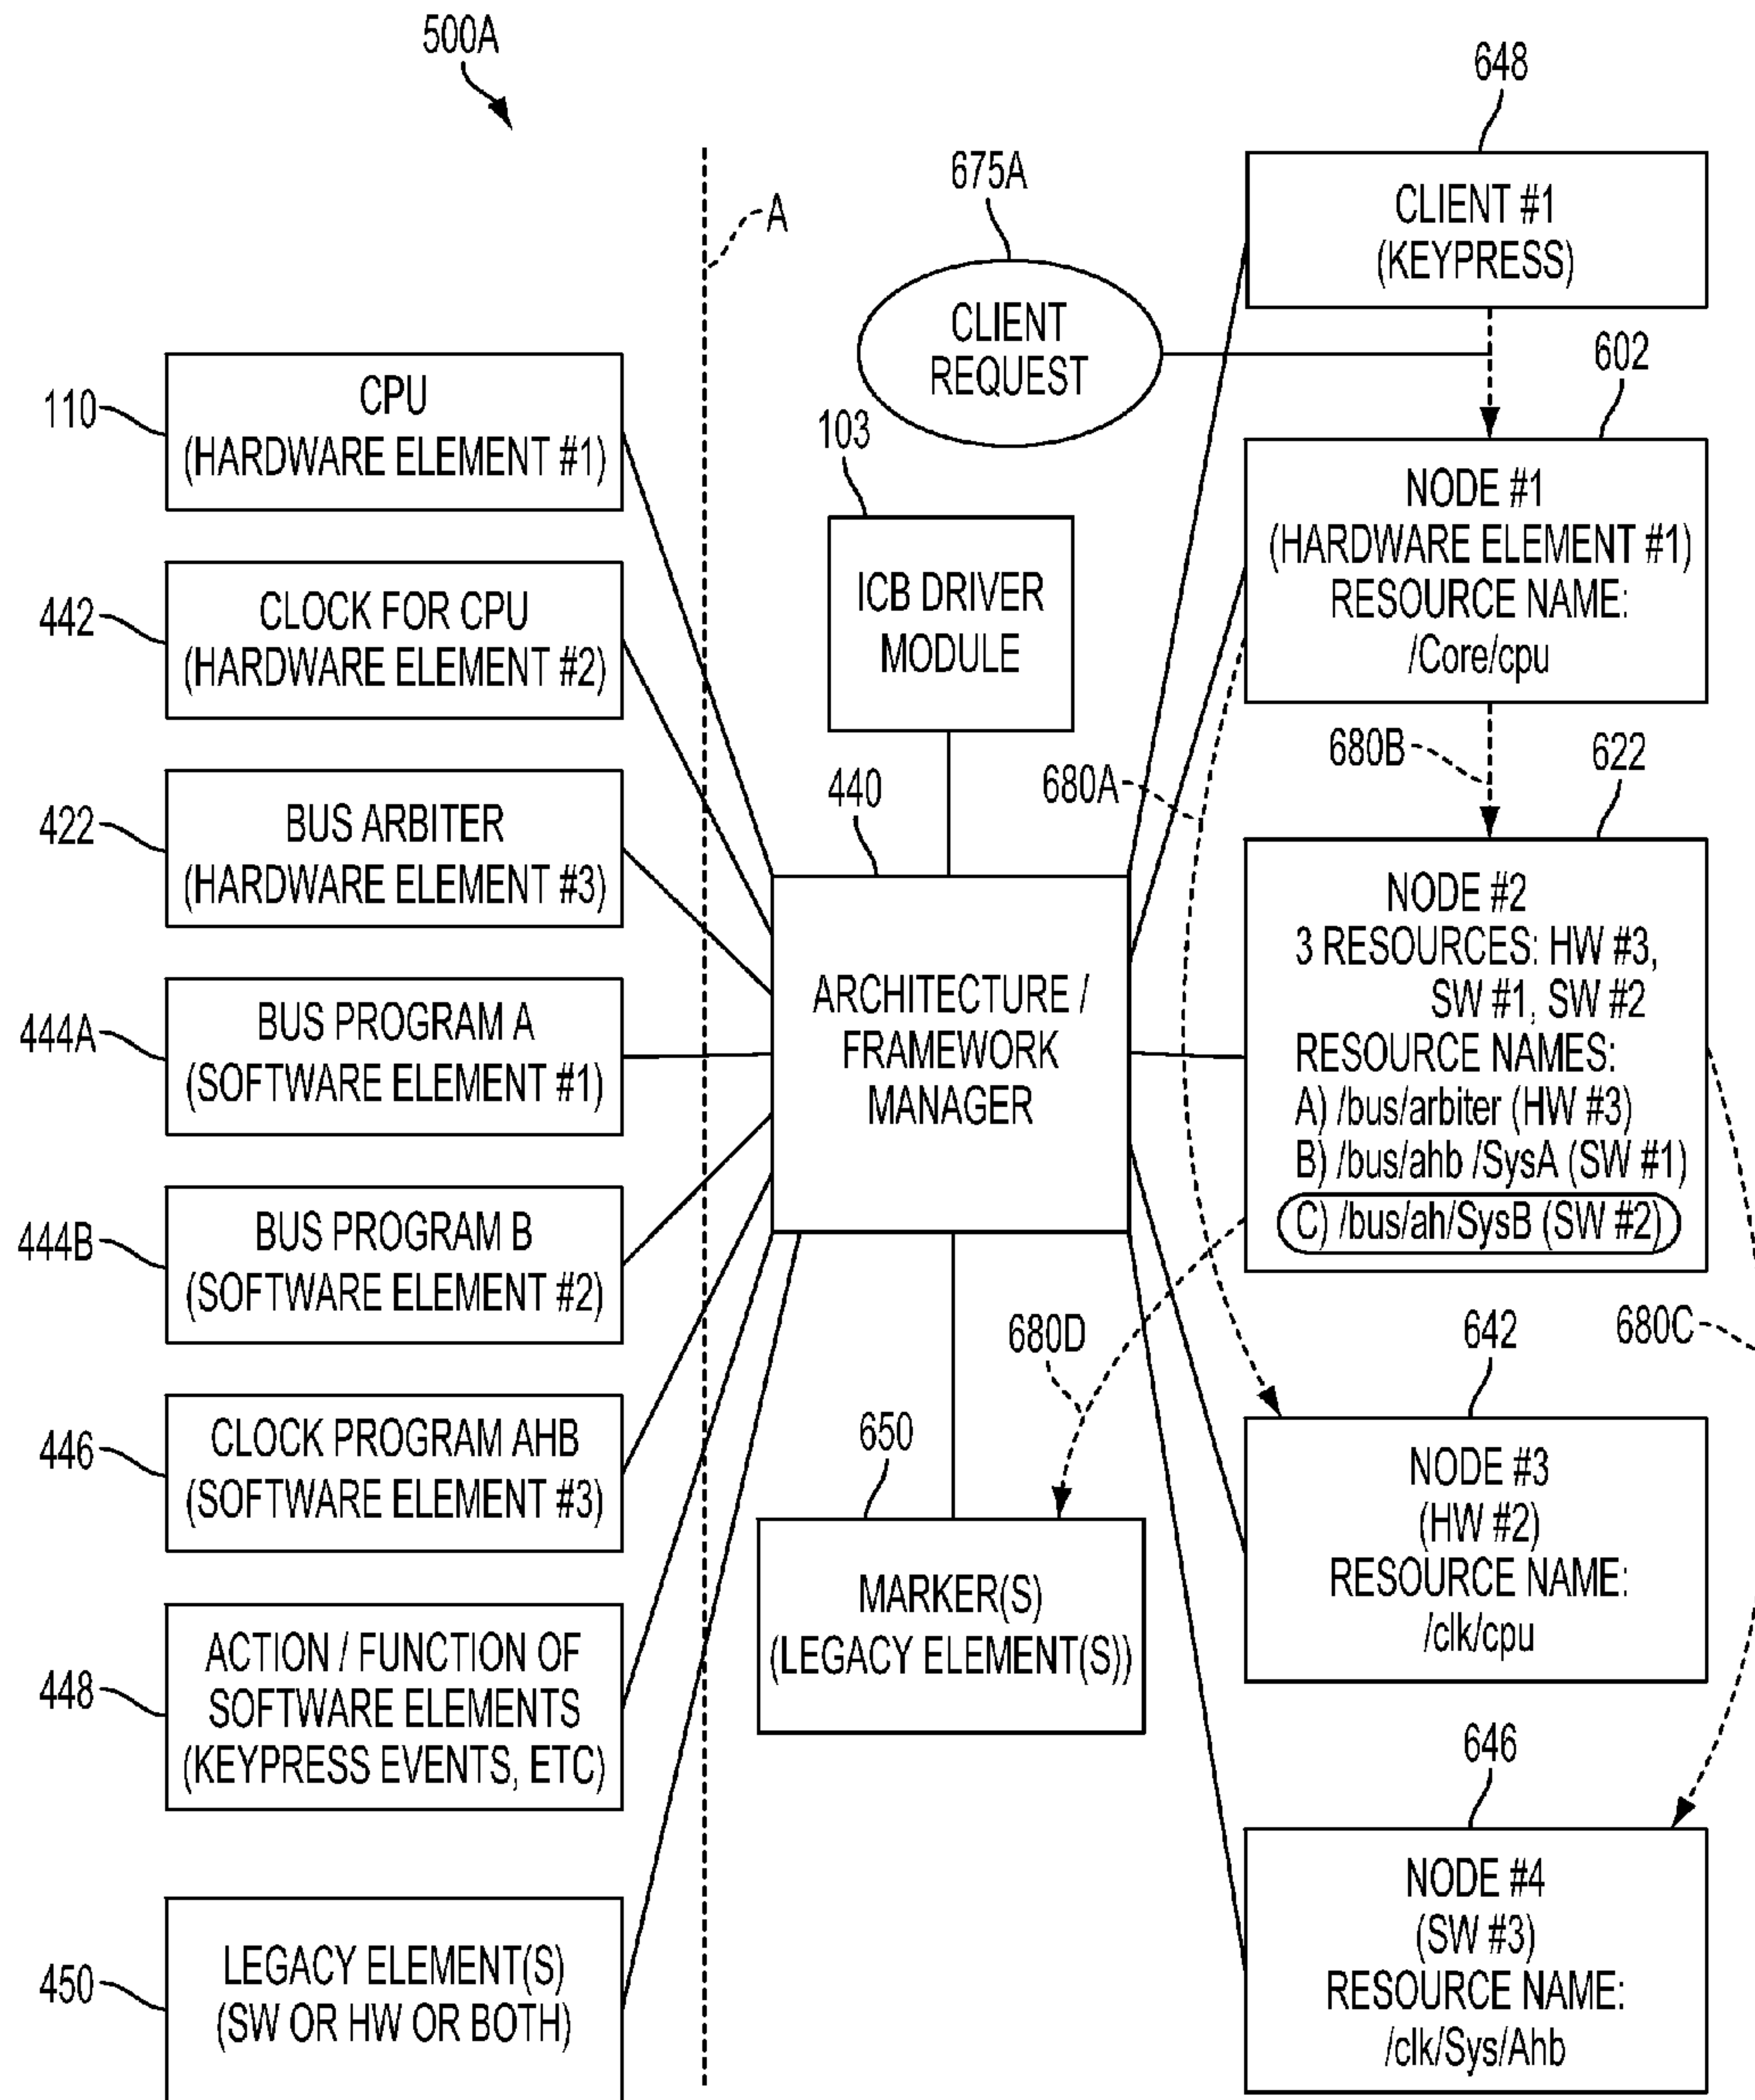 500A
648
675A
A
CLIENT #1
(KEYPRESS)
CLIENT
REQUEST
602
110
CPU
(HARDWARE ELEMENT #1)
103
NODE #1
(HARDWARE ELEMENT #1)
RESOURCE NAME:
/Core/cpu
ICB DRIVER
MODULE
442
CLOCK FOR CPU
(HARDWARE ELEMENT #2)
680B
622
440
680A
422
BUS ARBITER
(HARDWARE ELEMENT #3)
NODE #2
3 RESOURCES: HW #3,
SW #1, SW #2
RESOURCE NAMES:
A) /bus/arbiter (HW #3)
B) /bus/ahb /SysA (SW #1)
C) /bus/ah/SysB (SW #2)
ARCHITECTURE /
FRAMEWORK
MANAGER
444A
BUS PROGRAM A
(SOFTWARE ELEMENT #1)
444B
BUS PROGRAM B
(SOFTWARE ELEMENT #2)
680D
642
680C
446
CLOCK PROGRAM AHB
(SOFTWARE ELEMENT #3)
650
NODE #3
(HW #2)
RESOURCE NAME:
/clk/cpu
MARKER(S)
(LEGACY ELEMENT(S))
448
ACTION / FUNCTION OF
SOFTWARE ELEMENTS
(KEYPRESS EVENTS, ETC)
646
450
LEGACY ELEMENT(S)
(SW OR HW OR BOTH)
NODE #4
(SW #3)
RESOURCE NAME:
/clk/Sys/Ahb